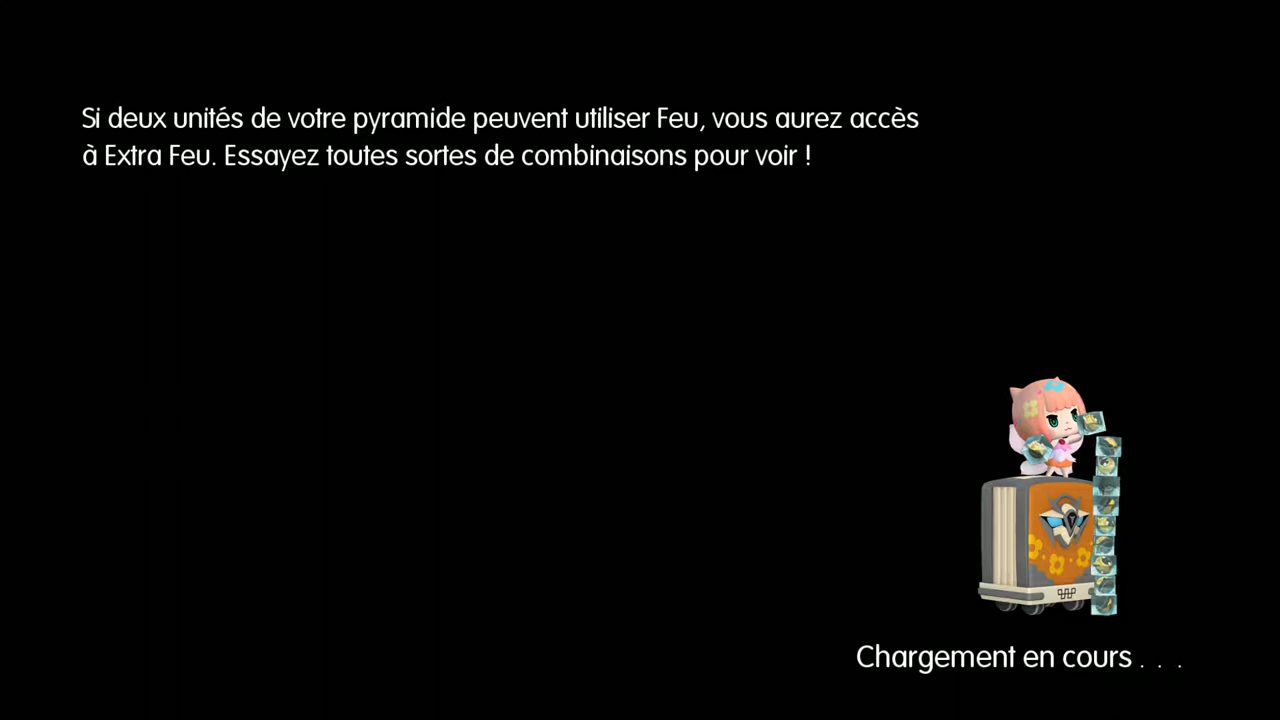 Si deux unités de votre pyramide peuvent utiliser Feu, vous aurez accès
à Extra Feu. Essayez toutes sortes de combinaisons pour voir !
Chargement en cours . . .